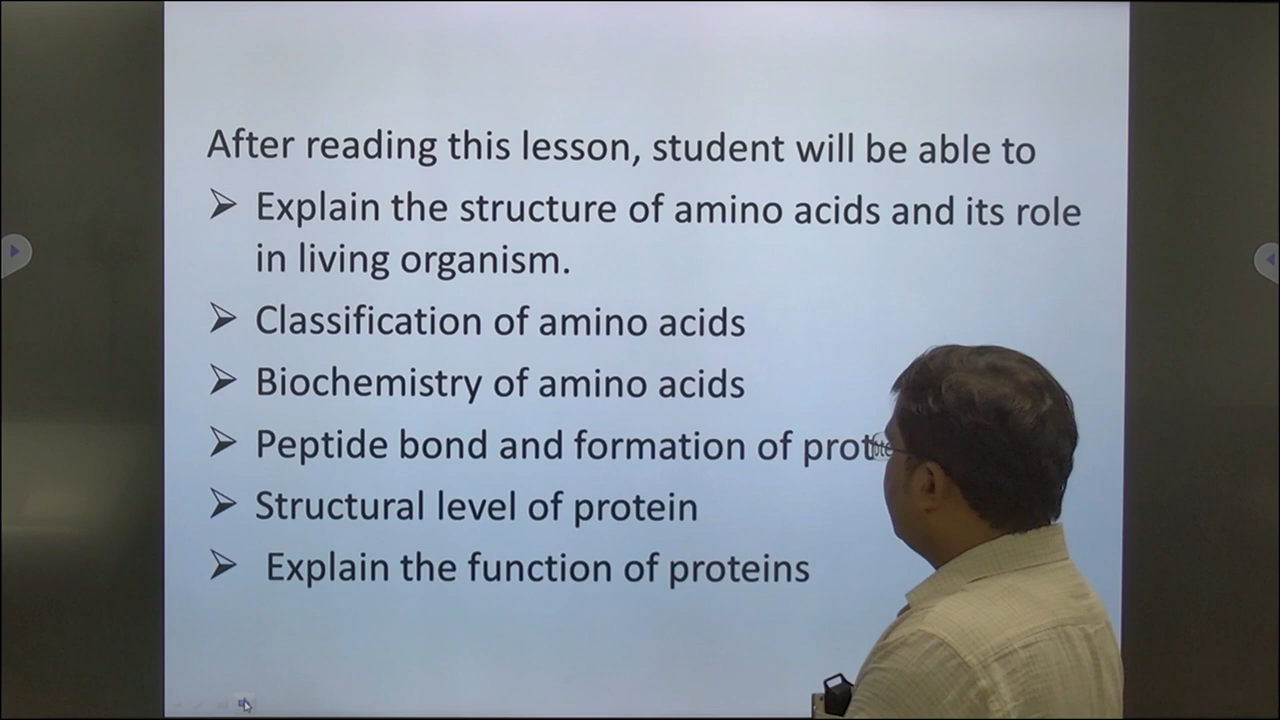 After reading this lesson, student will be able to
➢ Explain the structure of amino acids and its role
in living organism.
➢ Classification of amino acids
➢ Biochemistry of amino acids
➢ Peptide bond and formation of
➢ Structural level of protein
➢ Explain the function of proteins